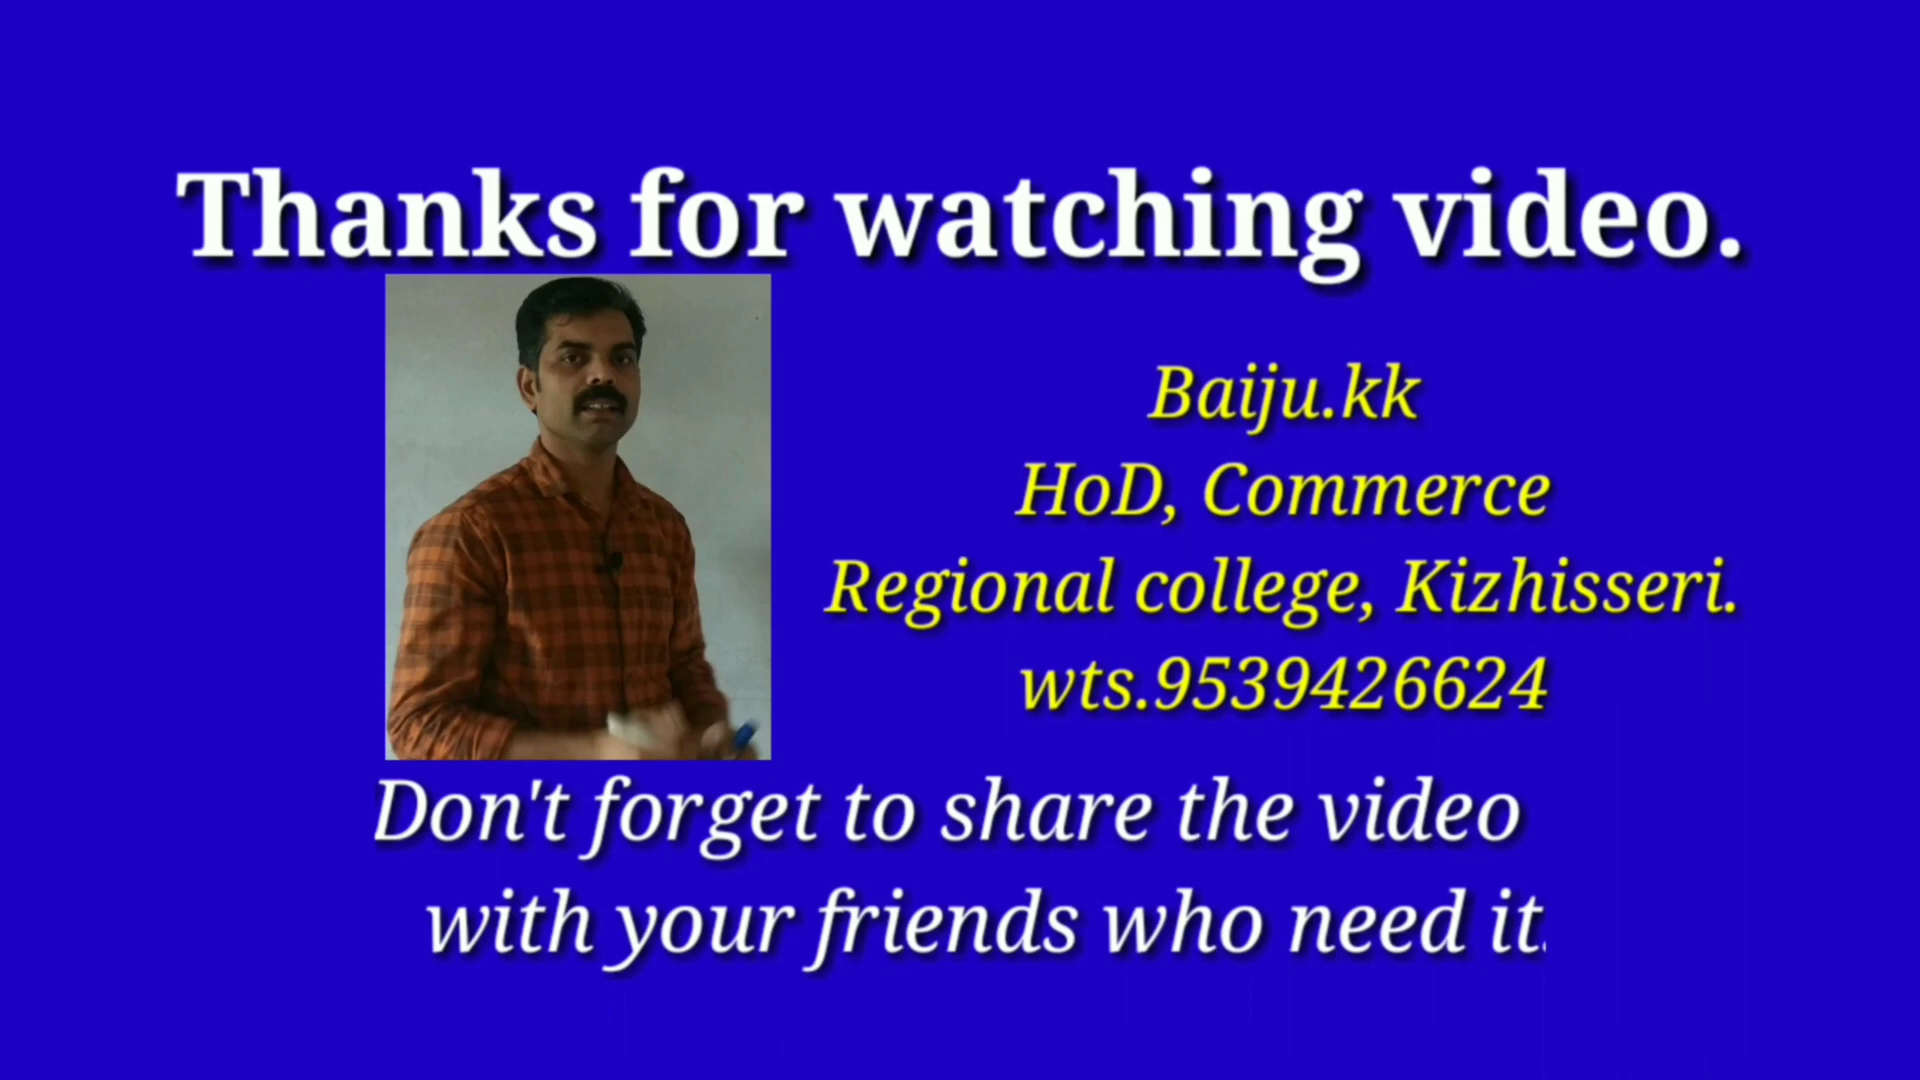 Thanks for watching video.
Baiju.kk
HoD, Commerce
Regional college, Kizhisseri.
wts.9539426624
Don't forget to share the video
with your friends who need it.